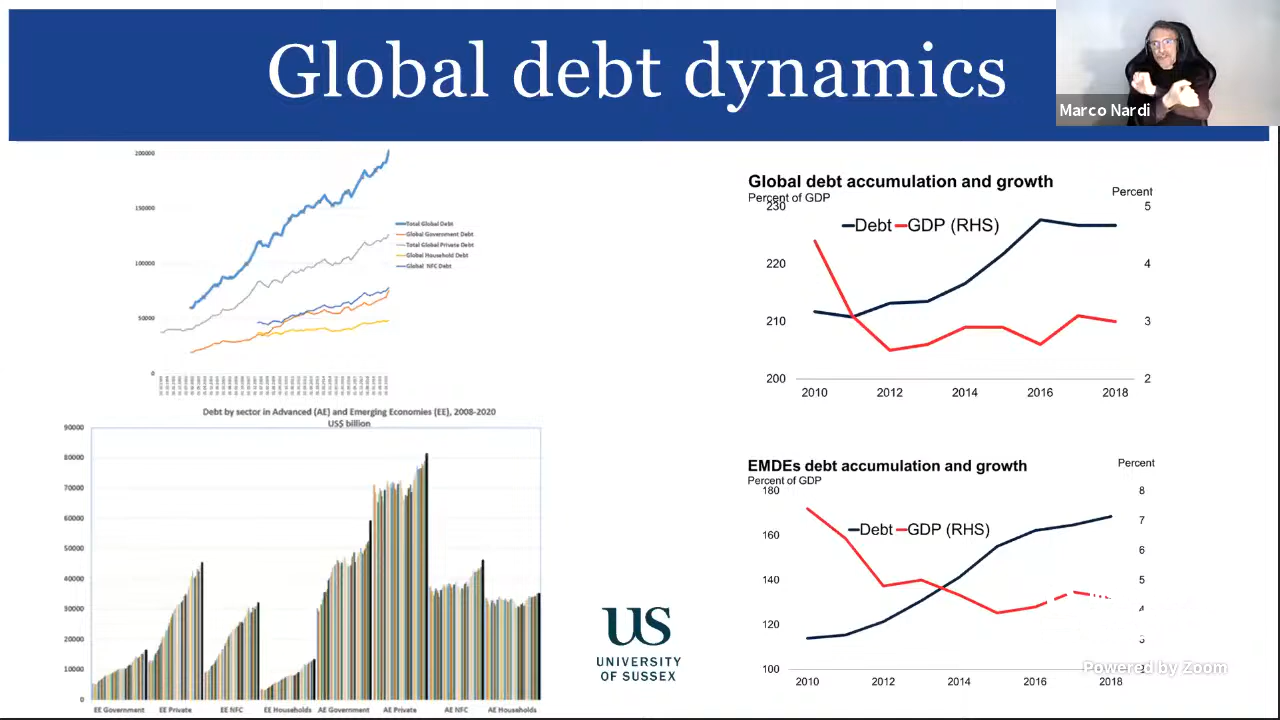 Global debt dynamics
Marco Nardi
200000
150000
100000
50000
0
Total Global Debt
Global Government Debt
Total Global Private Debt
Global Household Debt
Global NFC Debt
Global debt accumulation and growth
Percent of GDP
Percent
230
220
210
200
5
4
3
2
Debt
GDP (RHS)
2010
2012
2014
2016
2018
Debt by sector in Advanced (AE) and Emerging Economies (EE), 2008-2020
US$ billion
90000
80000
70000
60000
50000
40000
30000
20000
10000
0
EE Government
EE Private
EE NFC
EE Households
AE Government
AE Private
AE NFC
AE Households
US
UNIVERSITY
OF SUSSEX
EMDEs debt accumulation and growth
Percent of GDP
Percent
180
160
140
120
100
8
7
6
5
4
Debt
GDP (RHS)
2010
2012
2014
2016
2018
Powered by Zoom